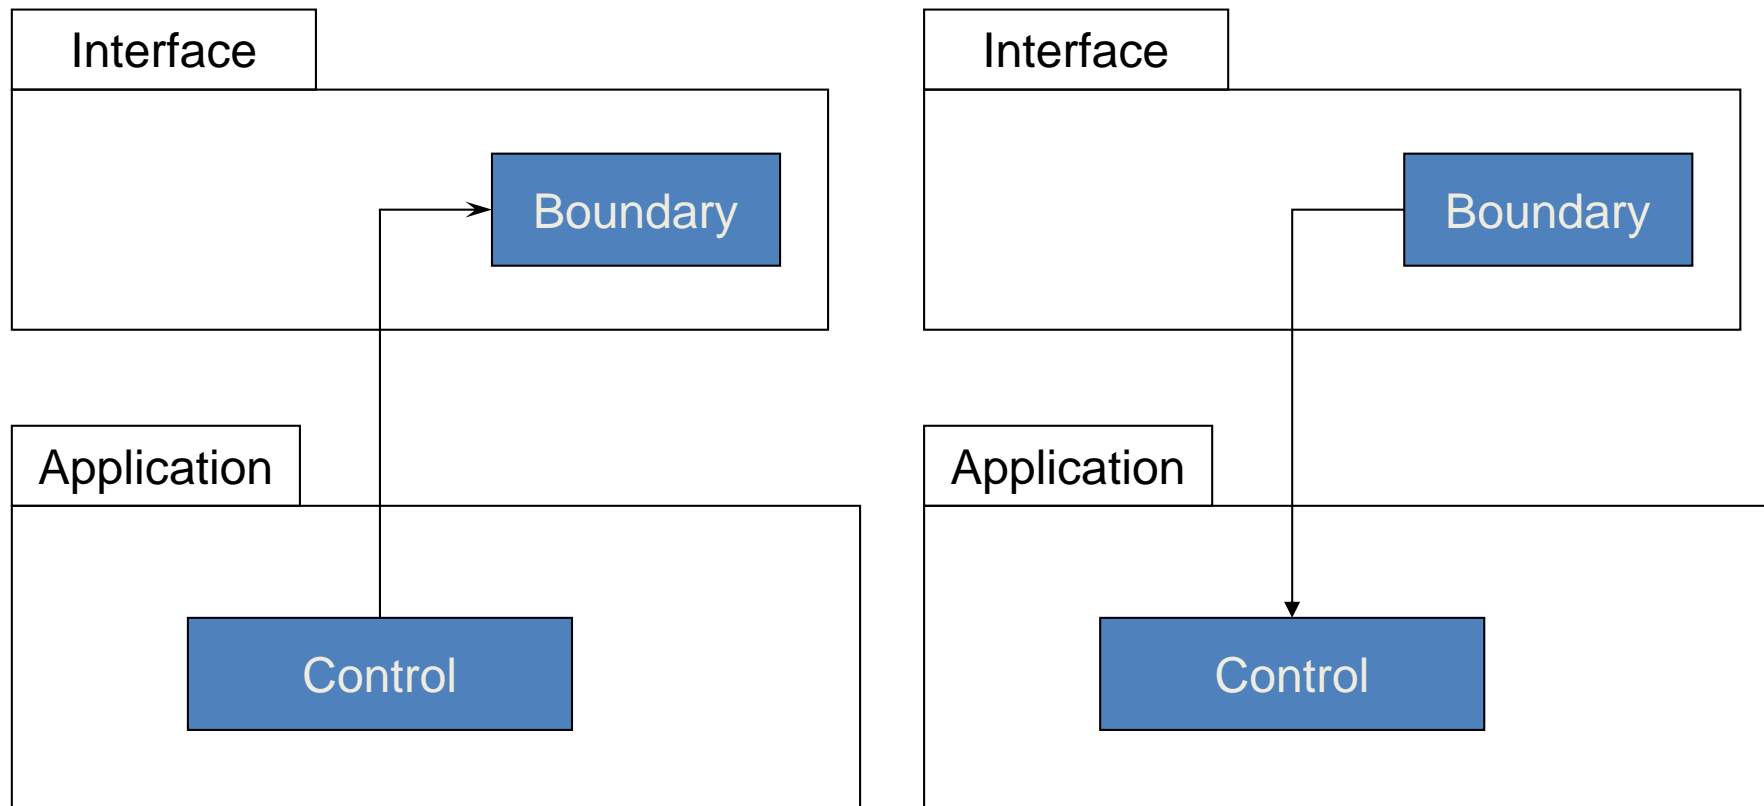 Interface
Boundary
Application
Control
Interface
Boundary
Application
Control